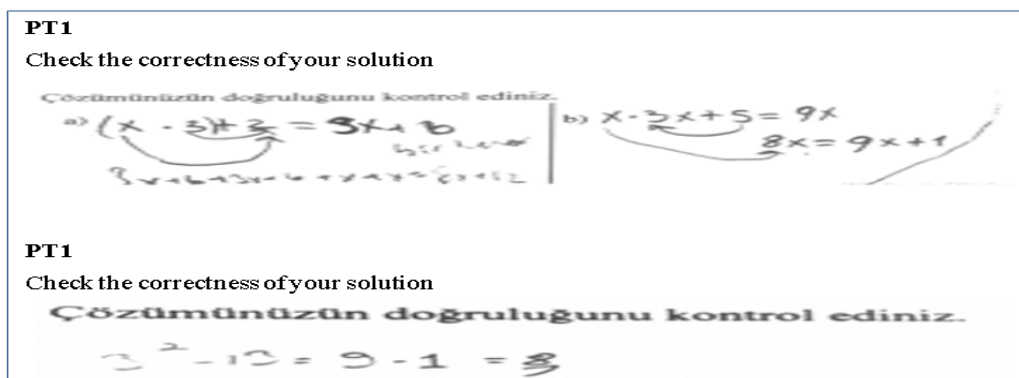 PT1
Check the correctness of your solution
Çözümünüzün doğruluğunu kontrol ediniz.
a) (x - 3)+3 = 3x + 6
b) x - 3x + 5 = 9x
8x = 9x + 1
PT1
Check the correctness of your solution
Çözümünüzün doğruluğunu kontrol ediniz.
3² - 13 = 9 - 1 = 8